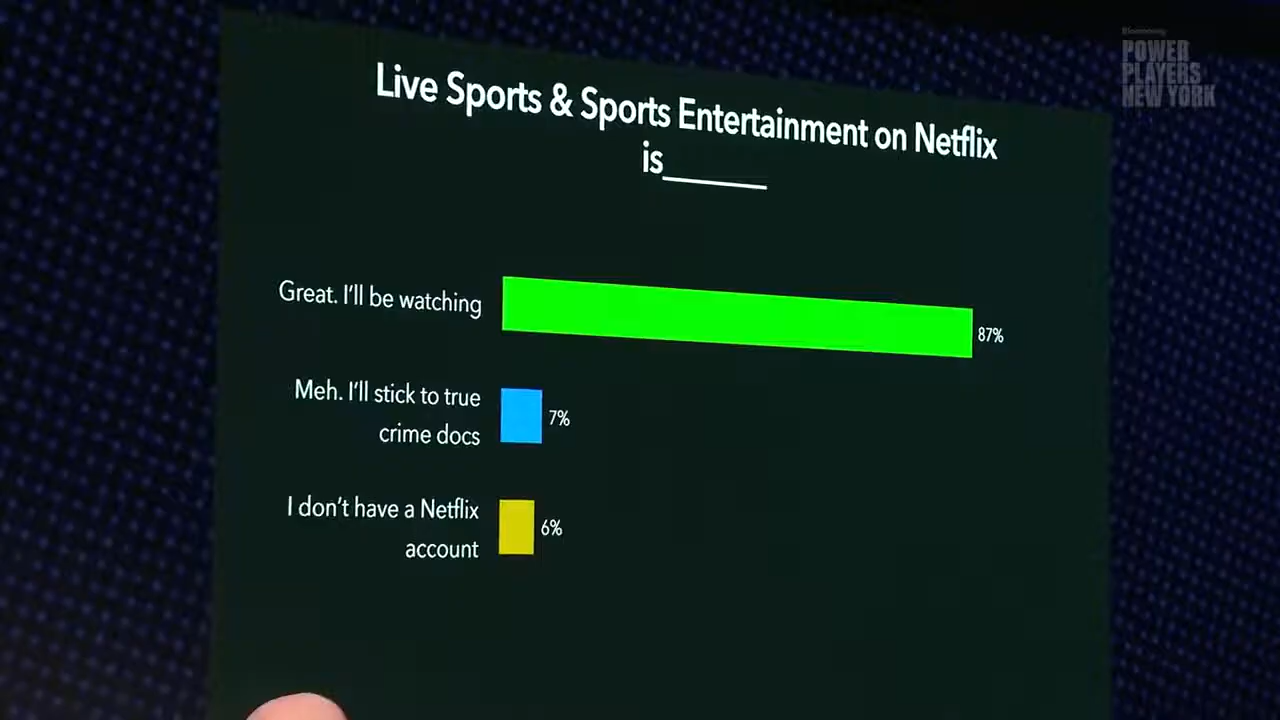 Bloomberg
POWER
PLAYERS
NEW YORK
Live Sports & Sports Entertainment on Netflix
is______
Great. I'll be watching
87%
Meh. I'll stick to true
crime docs
7%
I don't have a Netflix
account
6%